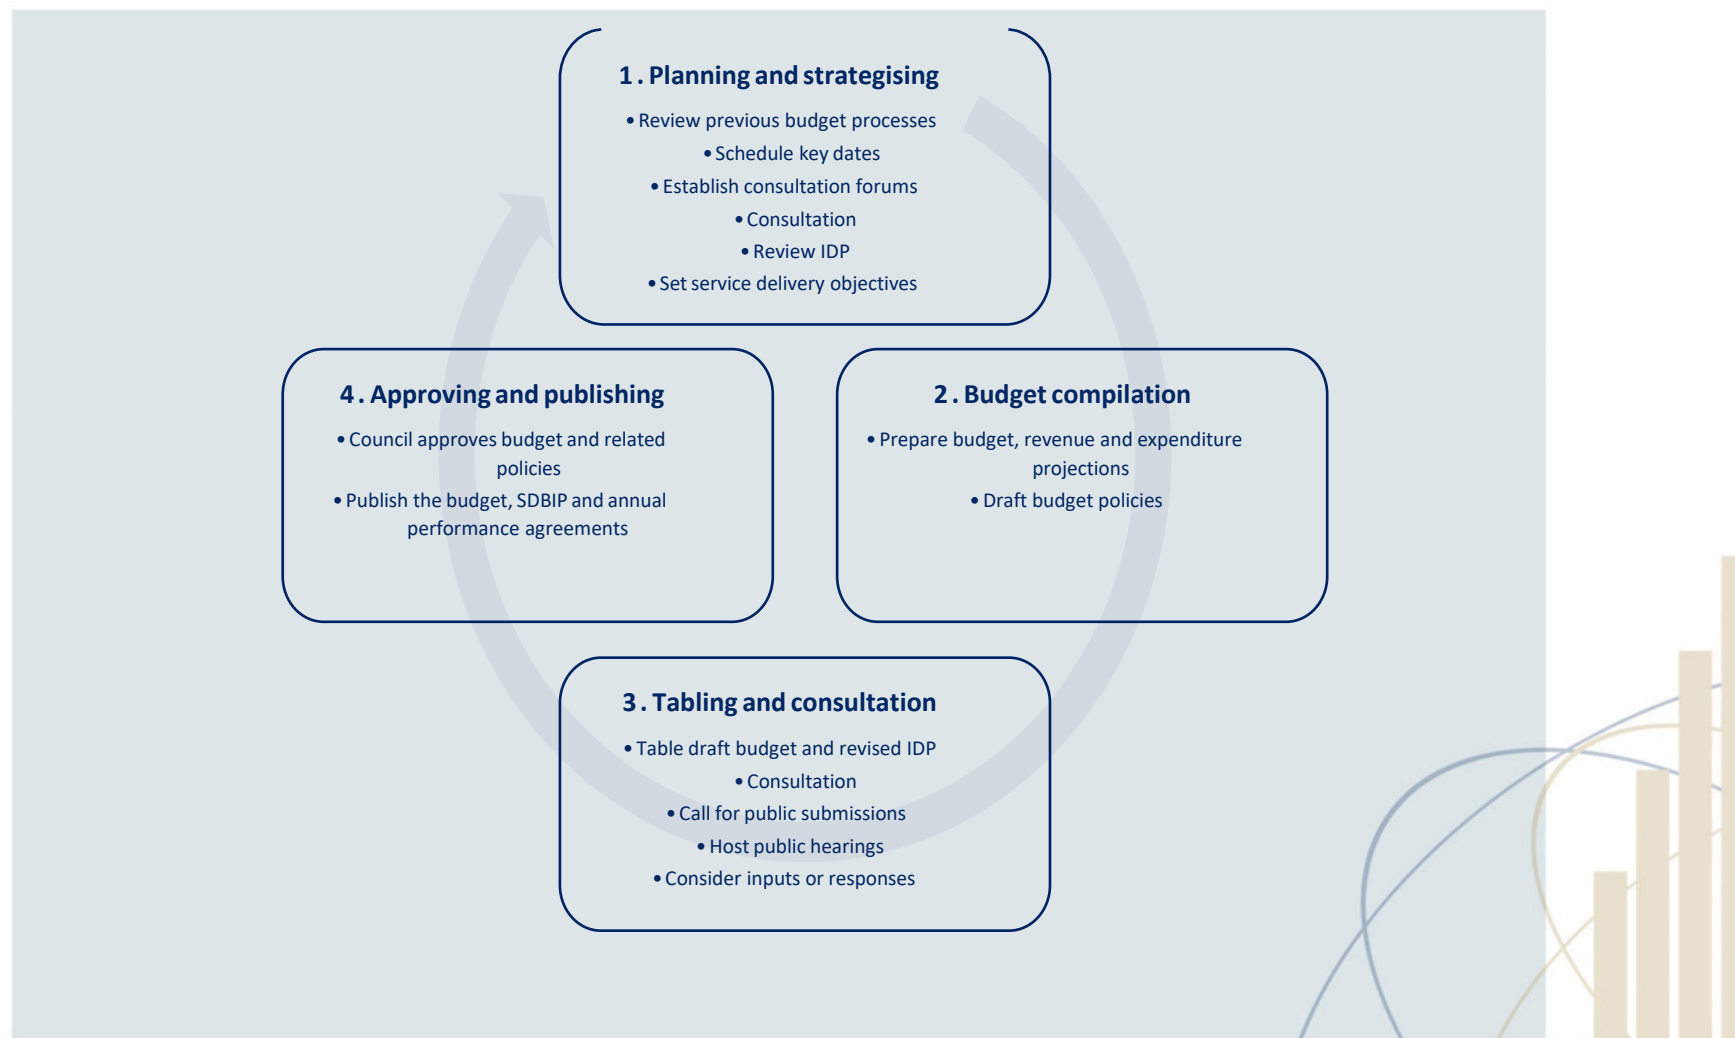 1. Planning and strategising
• Review previous budget processes
• Schedule key dates
• Establish consultation forums
• Consultation
• Review IDP
• Set service delivery objectives
2. Budget compilation
• Prepare budget, revenue and expenditure
projections
• Draft budget policies
3. Tabling and consultation
• Table draft budget and revised IDP
• Consultation
• Call for public submissions
• Host public hearings
• Consider inputs or responses
4. Approving and publishing
• Council approves budget and related
policies
• Publish the budget, SDBIP and annual
performance agreements